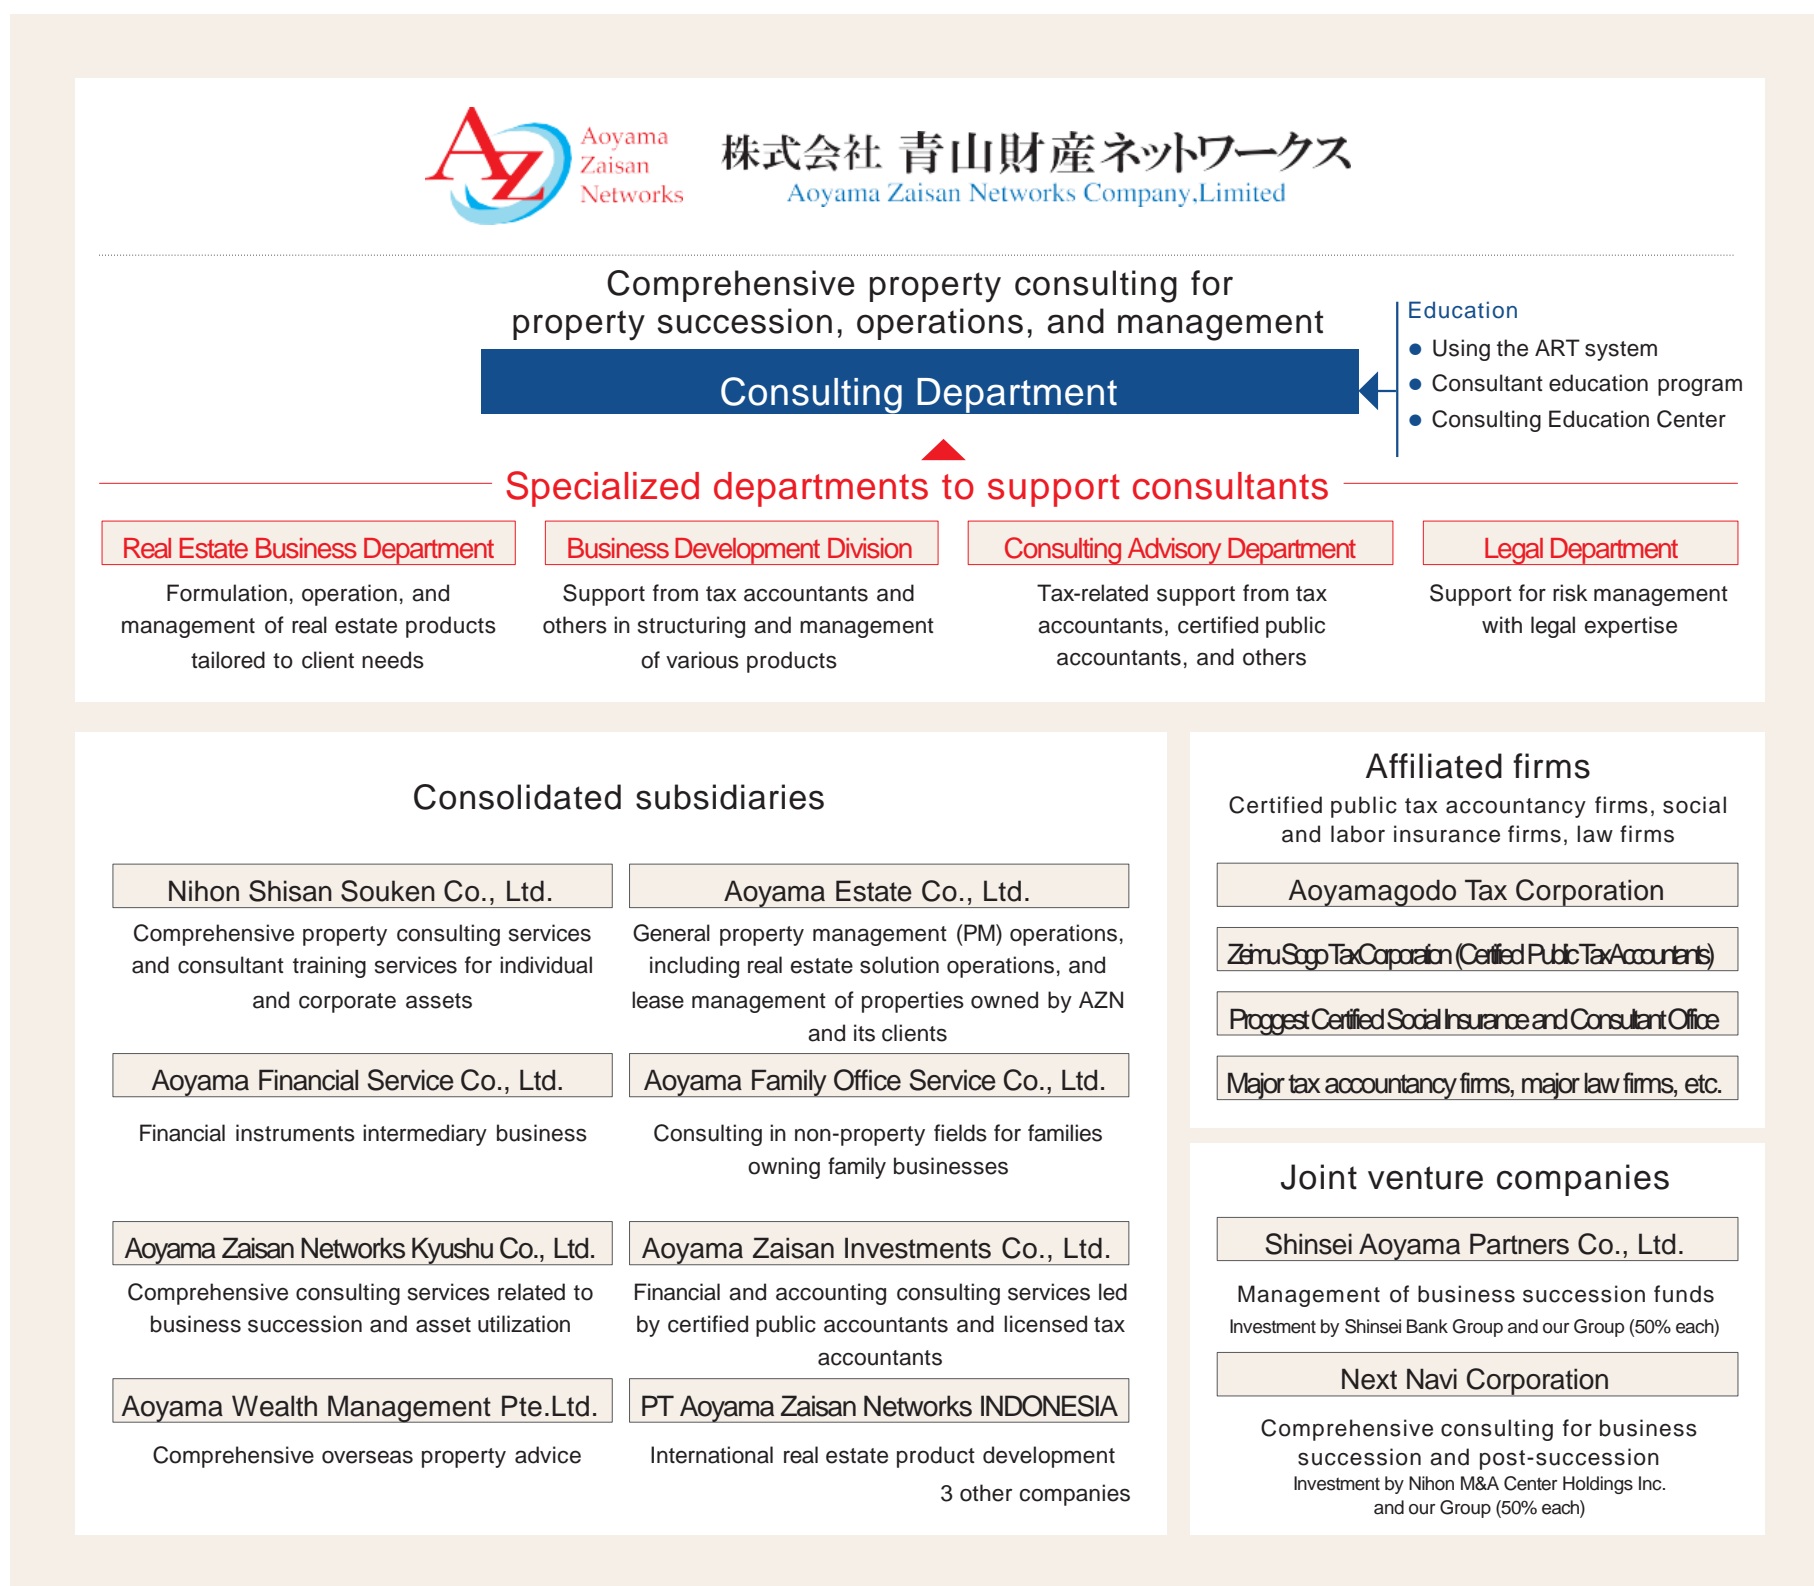 AZ
Aoyama
Zaisan
Networks
株式会社 青山財産ネットワークス
Aoyama Zaisan Networks Company,Limited
Comprehensive property consulting for
property succession, operations, and management
Consulting Department
Education
● Using the ART system
● Consultant education program
● Consulting Education Center
Specialized departments to support consultants
Real Estate Business Department
Formulation, operation, and
management of real estate products
tailored to client needs
Business Development Division
Support from tax accountants and
others in structuring and management
of various products
Consulting Advisory Department
Tax-related support from tax
accountants, certified public
accountants, and others
Legal Department
Support for risk management
with legal expertise
Consolidated subsidiaries
Nihon Shisan Souken Co., Ltd.
Comprehensive property consulting services
and consultant training services for individual
and corporate assets
Aoyama Estate Co., Ltd.
General property management (PM) operations,
including real estate solution operations, and
lease management of properties owned by AZN
and its clients
Aoyama Financial Service Co., Ltd.
Financial instruments intermediary business
Aoyama Family Office Service Co., Ltd.
Consulting in non-property fields for families
owning family businesses
Aoyama Zaisan Networks Kyushu Co., Ltd.
Comprehensive consulting services related to
business succession and asset utilization
Aoyama Zaisan Investments Co., Ltd.
Financial and accounting consulting services led
by certified public accountants and licensed tax
accountants
Aoyama Wealth Management Pte.Ltd.
Comprehensive overseas property advice
PT Aoyama Zaisan Networks INDONESIA
International real estate product development
3 other companies
Affiliated firms
Certified public tax accountancy firms, social
and labor insurance firms, law firms
Aoyamagodo Tax Corporation
Zeimu Sogo Tax Corporation (Certified Public Tax Accountants)
Proggest Certified Social Insurance and Consultant Office
Major tax accountancy firms, major law firms, etc.
Joint venture companies
Shinsei Aoyama Partners Co., Ltd.
Management of business succession funds
Investment by Shinsei Bank Group and our Group (50% each)
Next Navi Corporation
Comprehensive consulting for business
succession and post-succession
Investment by Nihon M&A Center Holdings Inc.
and our Group (50% each)